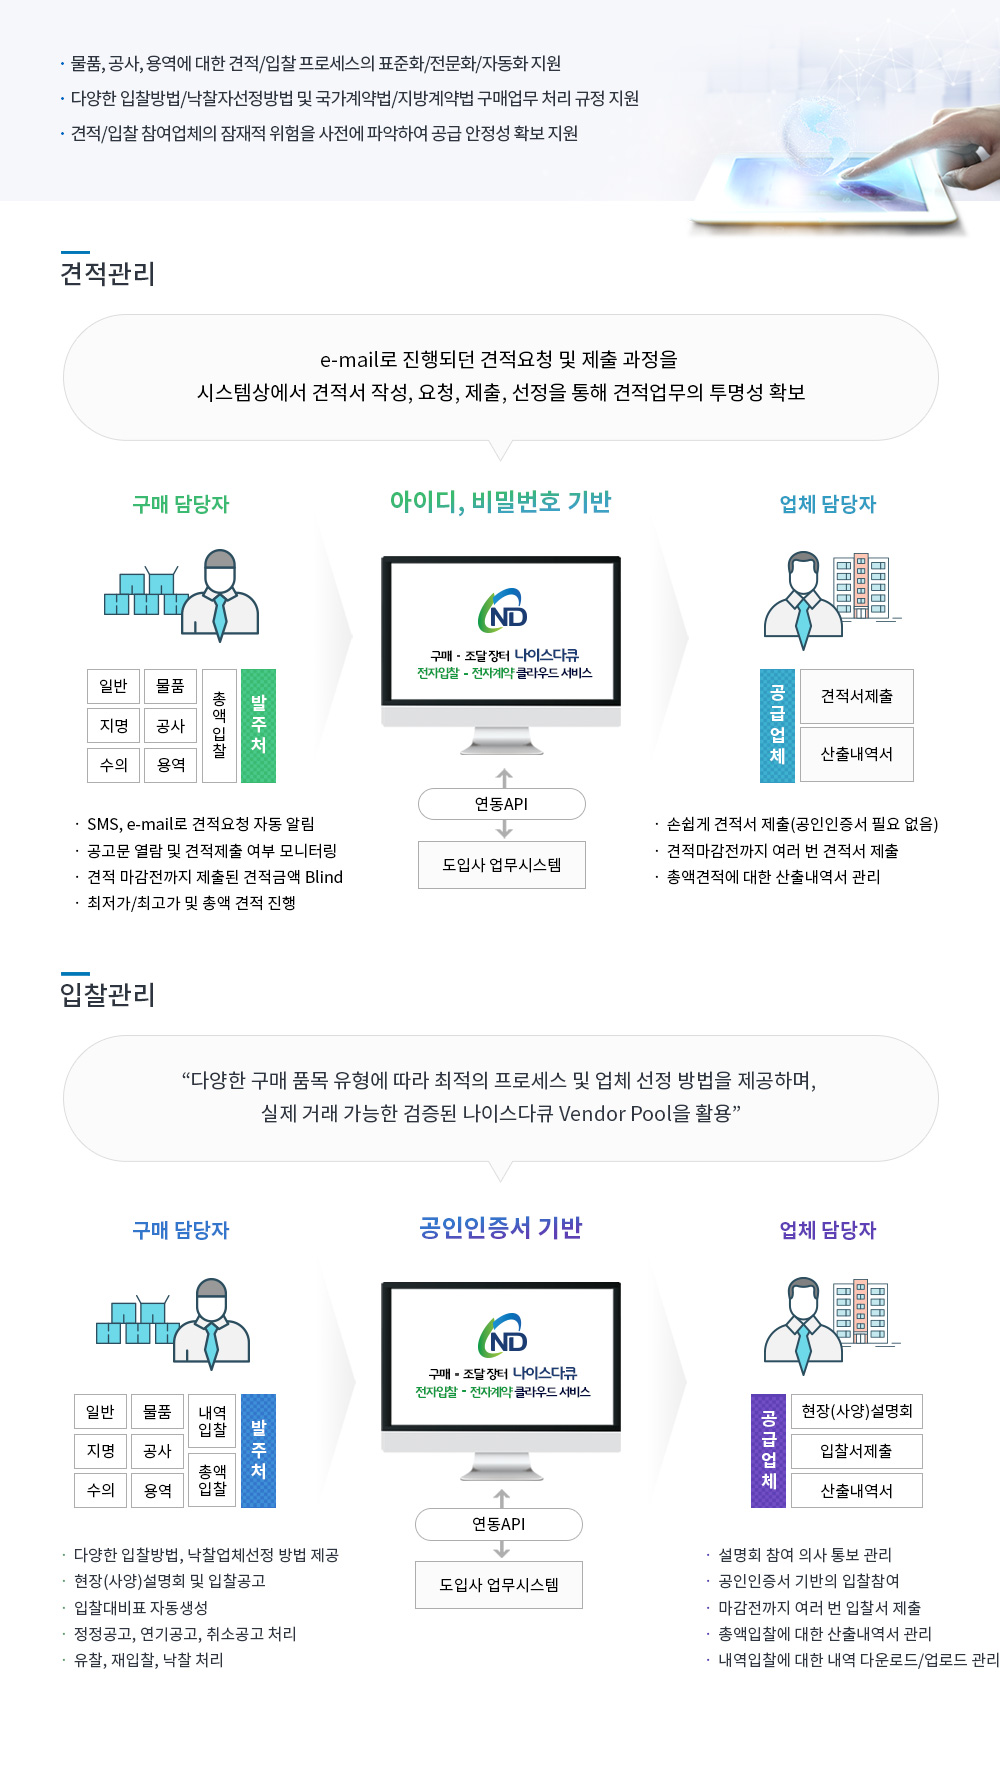 · 물품, 공사, 용역에 대한 견적/입찰 프로세스의 표준화/전문화/자동화 지원
· 다양한 입찰방법/낙찰자선정방법 및 국가계약법/지방계약법 구매업무 처리 규정 지원
· 견적/입찰 참여업체의 잠재적 위험을 사전에 파악하여 공급 안정성 확보 지원
견적관리
e-mail로 진행되던 견적요청 및 제출 과정을
시스템상에서 견적서 작성, 요청, 제출, 선정을 통해 견적업무의 투명성 확보
구매 담당자
일반
물품
지명
공사
수의
용역
총액입찰
발주처
· SMS, e-mail로 견적요청 자동 알림
· 공고문 열람 및 견적제출 여부 모니터링
· 견적 마감전까지 제출된 견적금액 Blind
· 최저가/최고가 및 총액 견적 진행
아이디, 비밀번호 기반
ND
구매 - 조달 장터 나이스다큐
전자입찰 - 전자계약 클라우드 서비스
연동API
도입사 업무시스템
업체 담당자
공급업체
견적서제출
산출내역서
· 손쉽게 견적서 제출(공인인증서 필요 없음)
· 견적마감전까지 여러 번 견적서 제출
· 총액견적에 대한 산출내역서 관리
입찰관리
“다양한 구매 품목 유형에 따라 최적의 프로세스 및 업체 선정 방법을 제공하며,
실제 거래 가능한 검증된 나이스다큐 Vendor Pool을 활용”
구매 담당자
일반
물품
지명
공사
수의
용역
내역
입찰
총액
입찰
발주처
· 다양한 입찰방법, 낙찰업체선정 방법 제공
· 현장(사양)설명회 및 입찰공고
· 입찰대비표 자동생성
· 정정공고, 연기공고, 취소공고 처리
· 유찰, 재입찰, 낙찰 처리
공인인증서 기반
ND
구매 - 조달 장터 나이스다큐
전자입찰 - 전자계약 클라우드 서비스
연동API
도입사 업무시스템
업체 담당자
공급업체
현장(사양)설명회
입찰서제출
산출내역서
· 설명회 참여 의사 통보 관리
· 공인인증서 기반의 입찰참여
· 마감전까지 여러 번 입찰서 제출
· 총액입찰에 대한 산출내역서 관리
· 내역입찰에 대한 내역 다운로드/업로드 관리